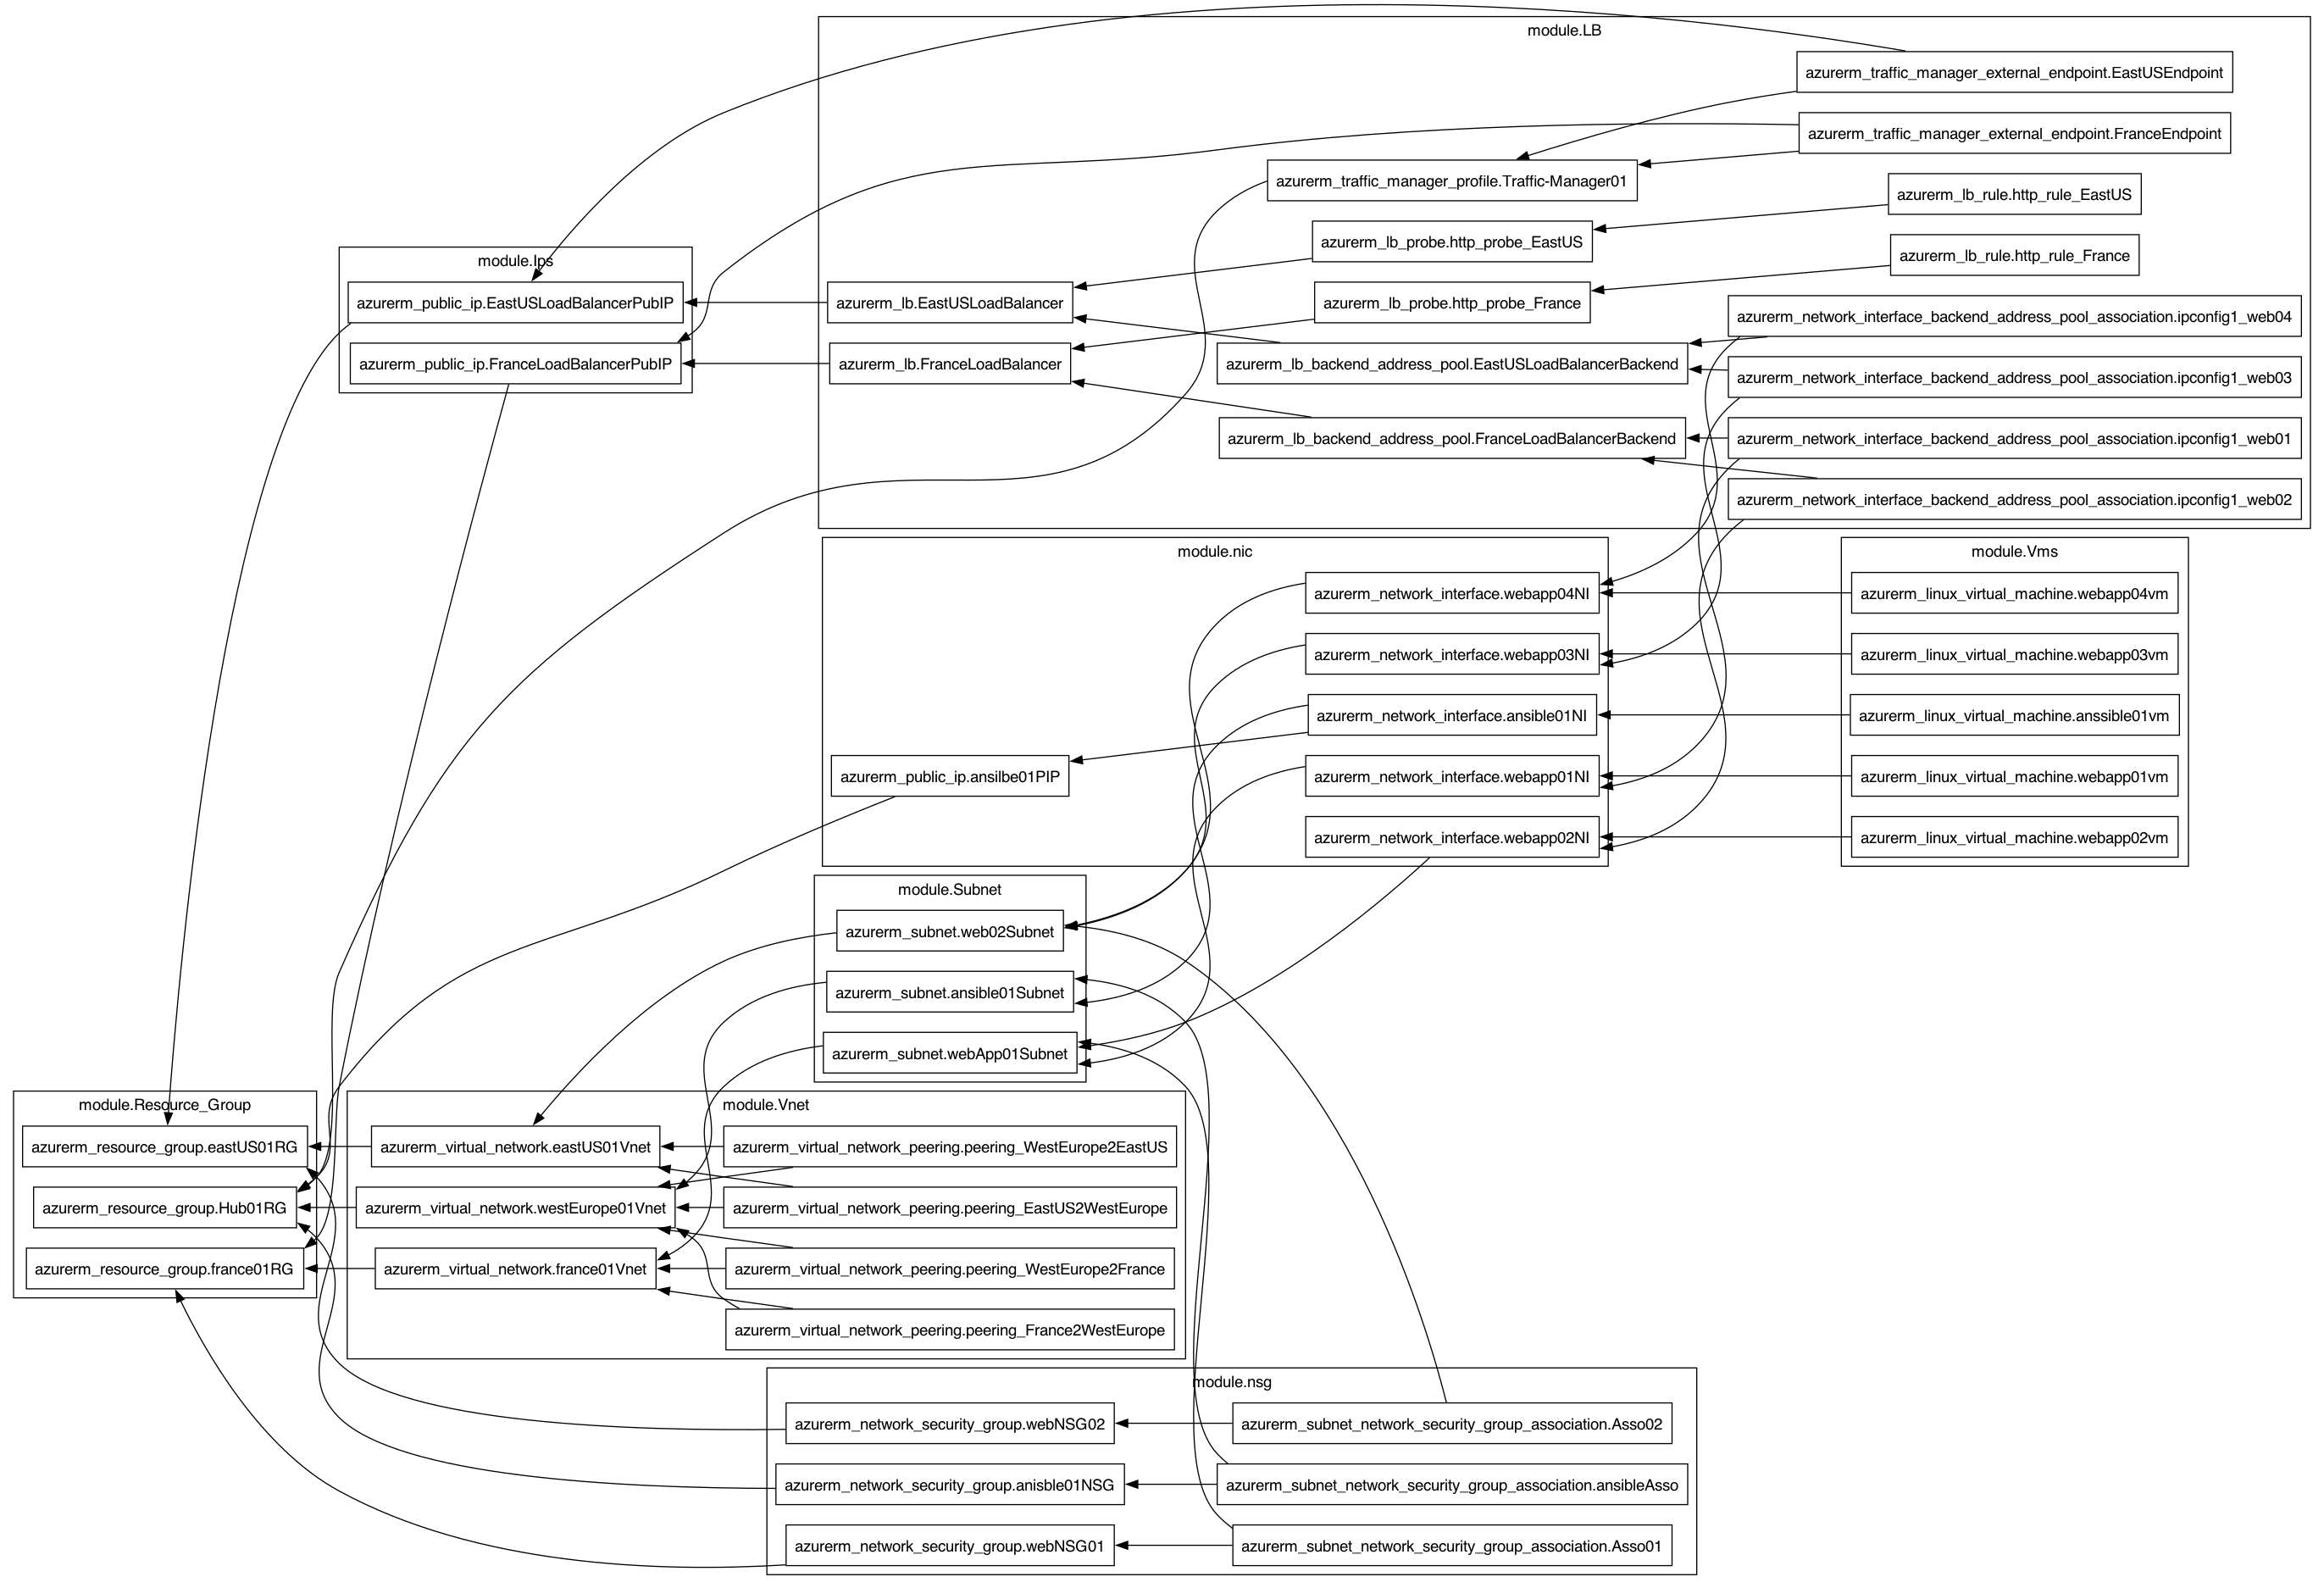 module.LB
azurerm_traffic_manager_external_endpoint.EastUSEndpoint
azurerm_traffic_manager_external_endpoint.FranceEndpoint
azurerm_traffic_manager_profile.Traffic-Manager01
azurerm_lb_rule.http_rule_EastUS
azurerm_lb_probe.http_probe_EastUS
azurerm_lb_rule.http_rule_France
module.Ips
azurerm_public_ip.EastUSLoadBalancerPubIP
azurerm_lb.EastUSLoadBalancer
azurerm_lb_probe.http_probe_France
azurerm_network_interface_backend_address_pool_association.ipconfig1_web04
azurerm_public_ip.FranceLoadBalancerPubIP
azurerm_lb.FranceLoadBalancer
azurerm_lb_backend_address_pool.EastUSLoadBalancerBackend
azurerm_network_interface_backend_address_pool_association.ipconfig1_web03
azurerm_lb_backend_address_pool.FranceLoadBalancerBackend
azurerm_network_interface_backend_address_pool_association.ipconfig1_web01
azurerm_network_interface_backend_address_pool_association.ipconfig1_web02
module.nic
module.Vms
azurerm_network_interface.webapp04NI
azurerm_linux_virtual_machine.webapp04vm
azurerm_network_interface.webapp03NI
azurerm_linux_virtual_machine.webapp03vm
azurerm_network_interface.ansible01NI
azurerm_linux_virtual_machine.anssible01vm
azurerm_public_ip.ansilbe01PIP
azurerm_network_interface.webapp01NI
azurerm_linux_virtual_machine.webapp01vm
azurerm_network_interface.webapp02NI
azurerm_linux_virtual_machine.webapp02vm
module.Subnet
azurerm_subnet.web02Subnet
azurerm_subnet.ansible01Subnet
azurerm_subnet.webApp01Subnet
module.Resource_Group
module.Vnet
azurerm_resource_group.eastUS01RG
azurerm_virtual_network.eastUS01Vnet
azurerm_virtual_network_peering.peering_WestEurope2EastUS
azurerm_resource_group.Hub01RG
azurerm_virtual_network.westEurope01Vnet
azurerm_virtual_network_peering.peering_EastUS2WestEurope
azurerm_resource_group.france01RG
azurerm_virtual_network.france01Vnet
azurerm_virtual_network_peering.peering_WestEurope2France
azurerm_virtual_network_peering.peering_France2WestEurope
module.nsg
azurerm_network_security_group.webNSG02
azurerm_subnet_network_security_group_association.Asso02
azurerm_network_security_group.anisble01NSG
azurerm_subnet_network_security_group_association.ansibleAsso
azurerm_network_security_group.webNSG01
azurerm_subnet_network_security_group_association.Asso01